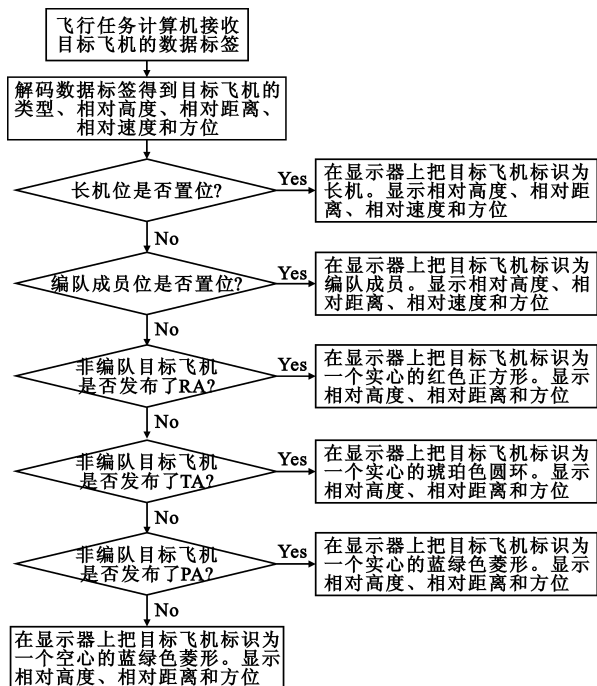 飞行任务计算机接收
目标飞机的数据标签
解码数据标签得到目标飞机的
类型、相对高度、相对距离、
相对速度和方位
长机位是否置位?
Yes
在显示器上把目标飞机标识为
长机。显示相对高度、相对距
离、相对速度和方位
No
编队成员位是否置位?
Yes
在显示器上把目标飞机标识为
编队成员。显示相对高度、相
对距离、相对速度和方位
No
非编队目标飞机
是否发布了RA?
Yes
在显示器上把目标飞机标识为
一个实心的红色正方形。显示
相对高度、相对距离和方位
No
非编队目标飞机
是否发布了TA?
Yes
在显示器上把目标飞机标识为
一个实心的琥珀色圆环。显示
相对高度、相对距离和方位
No
非编队目标飞机
是否发布了PA?
Yes
在显示器上把目标飞机标识为
一个实心的蓝绿色菱形。显示
相对高度、相对距离和方位
No
在显示器上把目标飞机标识为
一个空心的蓝绿色菱形。显示
相对高度、相对距离和方位